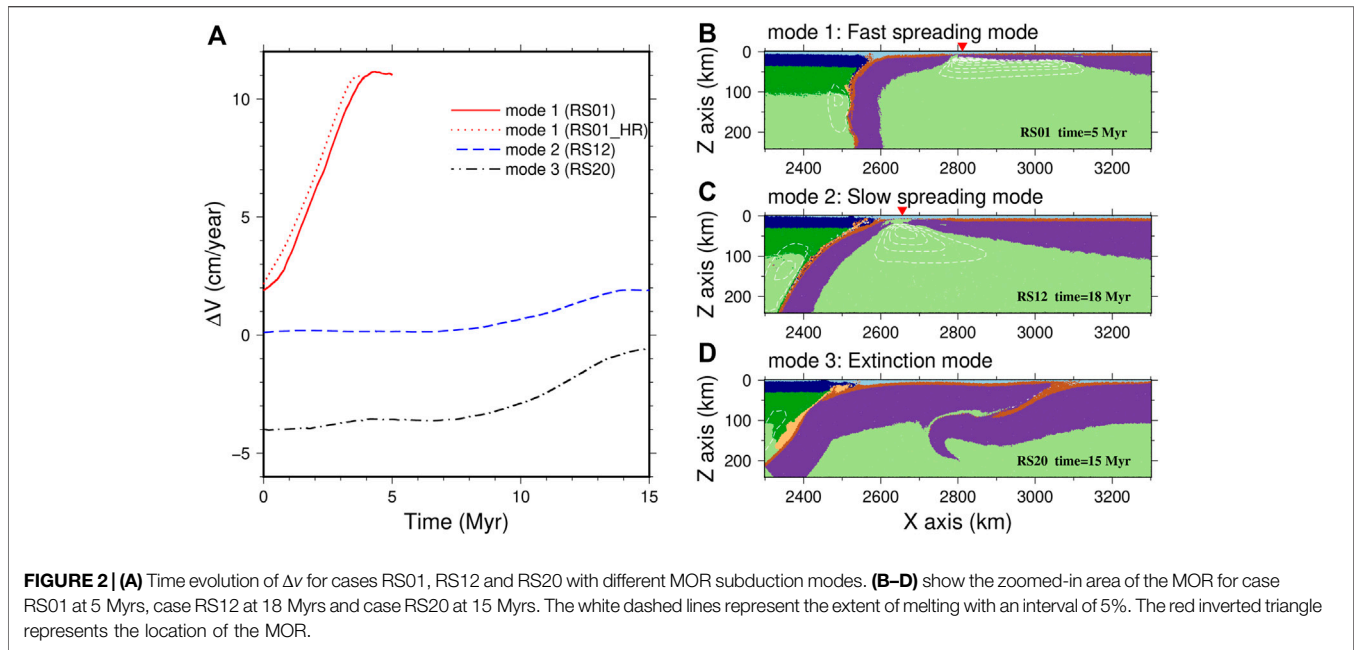 A
ΔV (cm/year)
10
5
0
−5
mode 1 (RS01)
mode 1 (RS01_HR)
mode 2 (RS12)
mode 3 (RS20)
0 5 10 15
Time (Myr)
B mode 1: Fast spreading mode
Z axis (km)
0
100
200
RS01 time=5 Myr
2400 2600 2800 3000 3200
C mode 2: Slow spreading mode
Z axis (km)
0
100
200
RS12 time=18 Myr
2400 2600 2800 3000 3200
D mode 3: Extinction mode
Z axis (km)
0
100
200
RS20 time=15 Myr
2400 2600 2800 3000 3200
X axis (km)
FIGURE 2 | (A) Time evolution of Δv for cases RS01, RS12 and RS20 with different MOR subduction modes. (B–D) show the zoomed-in area of the MOR for case
RS01 at 5 Myrs, case RS12 at 18 Myrs and case RS20 at 15 Myrs. The white dashed lines represent the extent of melting with an interval of 5%. The red inverted triangle
represents the location of the MOR.